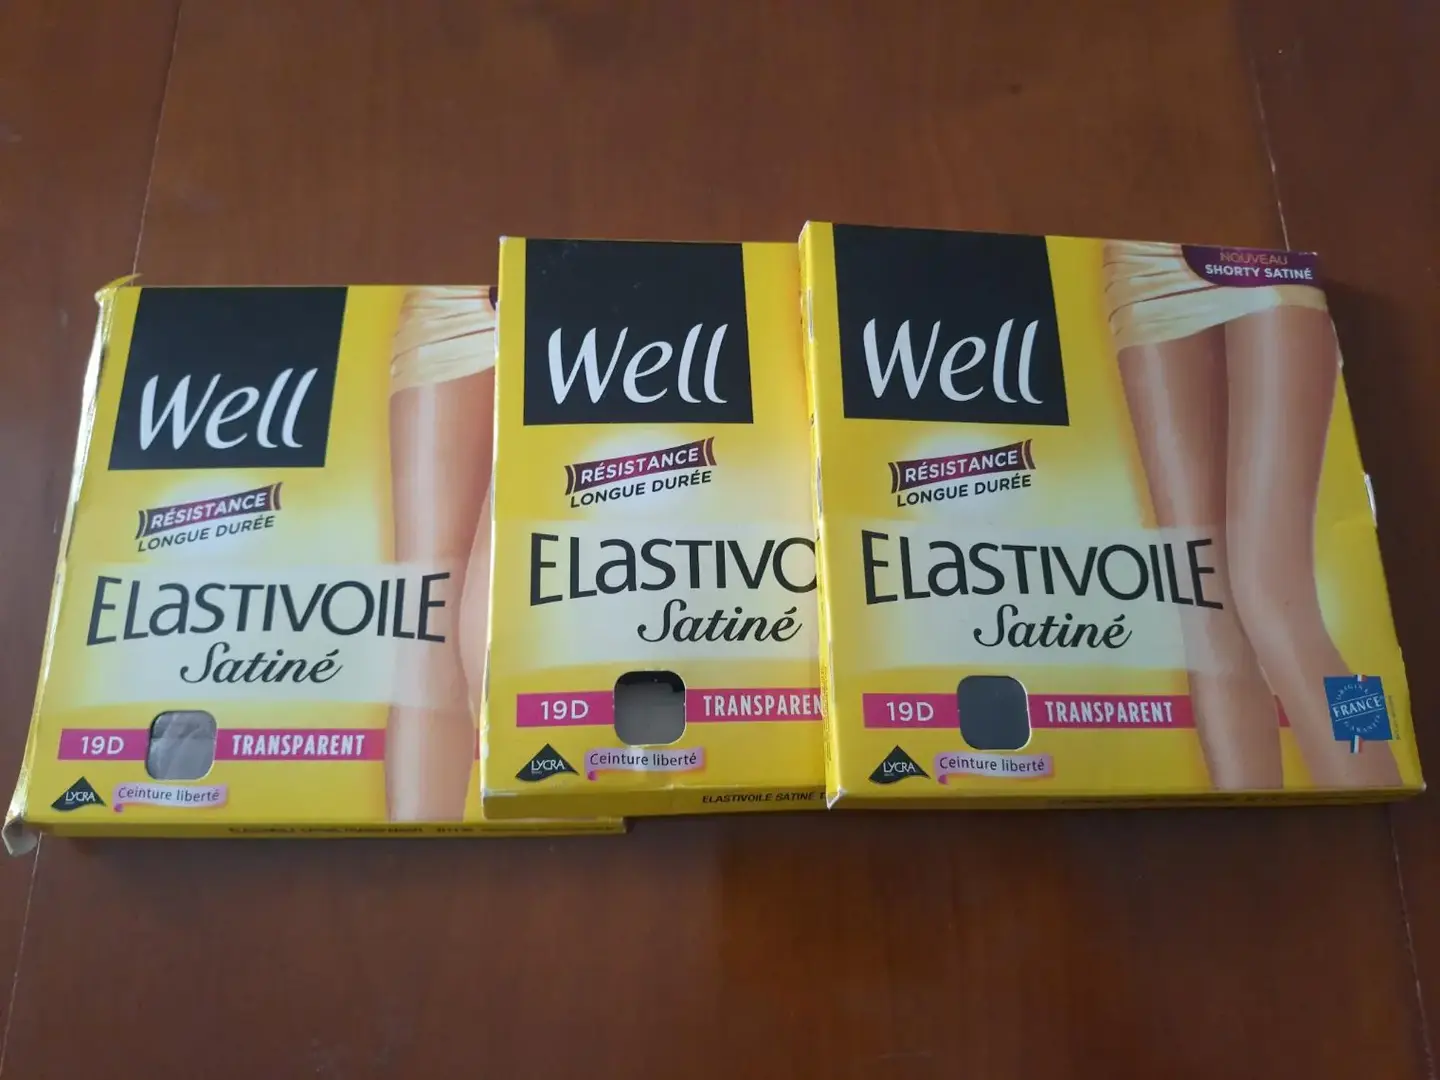 Well
RÉSISTANCE
LONGUE DURÉE
ELASTIVOILE
Satiné
19D
TRANSPARENT
LYCRA
Ceinture liberté
Well
RÉSISTANCE
LONGUE DURÉE
ELASTIVO
Satiné
19D
TRANSPAREN
LYCRA
Ceinture liberté
ELASTIVOILE SATINÉ
NOUVEAU
SHORTY SATINÉ
Well
RÉSISTANCE
LONGUE DURÉE
ELASTIVOILE
Satiné
19D
TRANSPARENT
LYCRA
Ceinture liberté
ORIGINE
FRANCE
GARANTIE